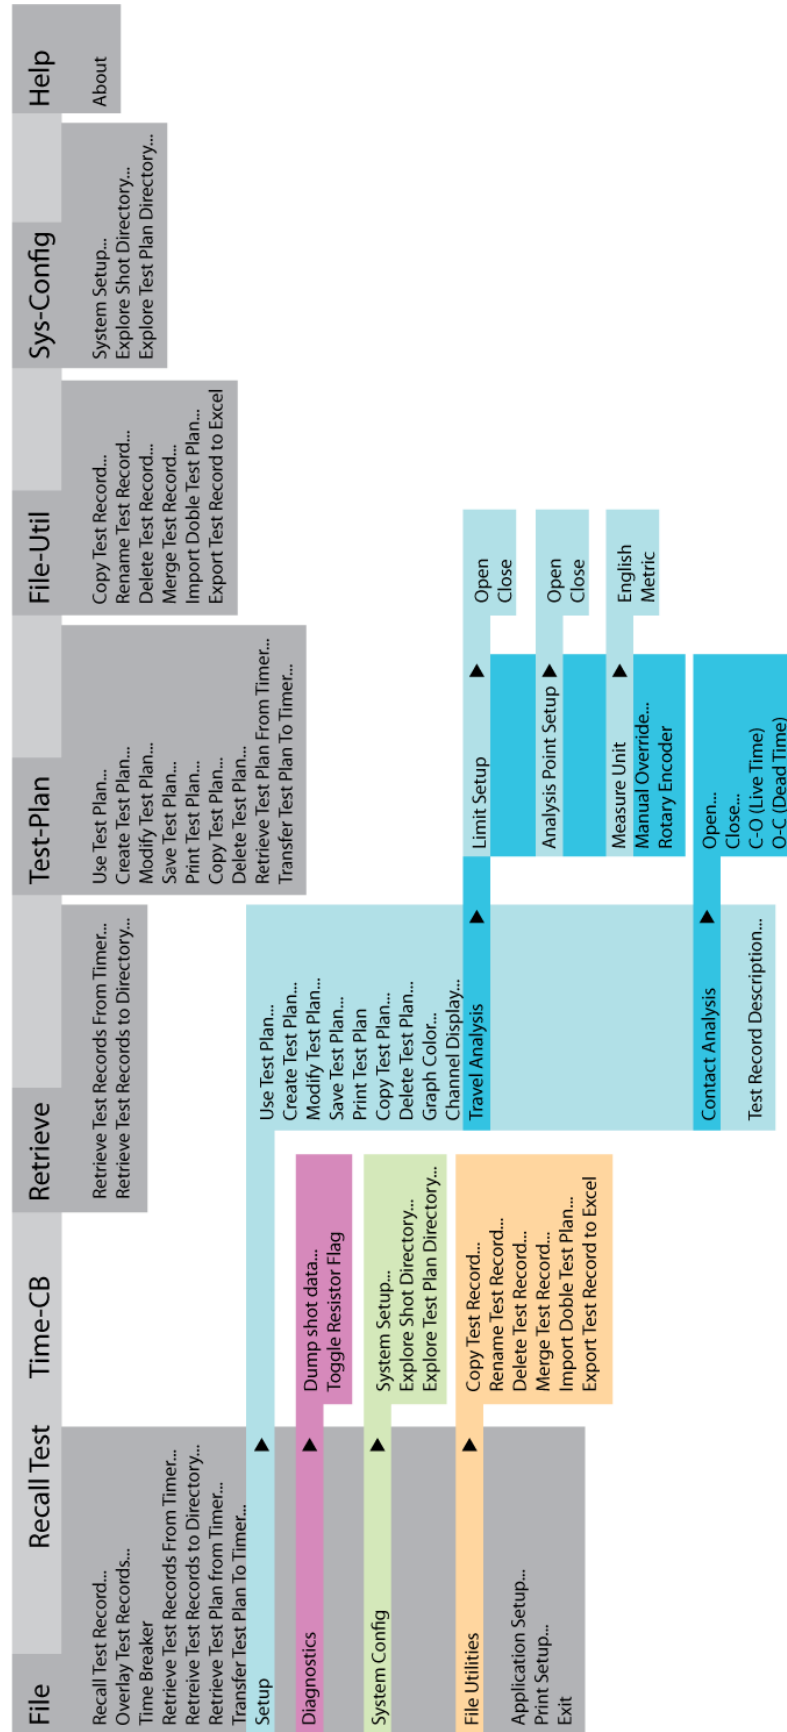 File
Recall Test
Time-CB
Retrieve
Test-Plan
File-Util
Sys-Config
Help
Recall Test Record...
Overlay Test Records...
Time Breaker
Retrieve Test Records From Timer...
Retreive Test Records to Directory...
Retrieve Test Plan from Timer...
Transfer Test Plan To Timer...
Setup
Diagnostics
System Config
File Utilities
Application Setup...
Print Setup...
Exit
Use Test Plan...
Create Test Plan...
Modify Test Plan...
Save Test Plan...
Print Test Plan
Copy Test Plan...
Delete Test Plan...
Graph Color...
Channel Display...
Travel Analysis
Contact Analysis
Test Record Description...
Limit Setup
Analysis Point Setup
Measure Unit
Manual Override...
Rotary Encoder
Open
Close
Open
Close
English
Metric
Open...
Close...
C-O (Live Time)
O-C (Dead Time)
Dump shot data...
Toggle Resistor Flag
System Setup...
Explore Shot Directory...
Explore Test Plan Directory...
Copy Test Record...
Rename Test Record...
Delete Test Record...
Merge Test Record...
Import Doble Test Plan...
Export Test Record to Excel
Retrieve Test Records From Timer...
Retrieve Test Records to Directory...
Use Test Plan...
Create Test Plan...
Modify Test Plan...
Save Test Plan...
Print Test Plan...
Copy Test Plan...
Delete Test Plan...
Retrieve Test Plan From Timer...
Transfer Test Plan To Timer...
Copy Test Record...
Rename Test Record...
Delete Test Record...
Merge Test Record...
Import Doble Test Plan...
Export Test Record to Excel
System Setup...
Explore Shot Directory...
Explore Test Plan Directory...
About